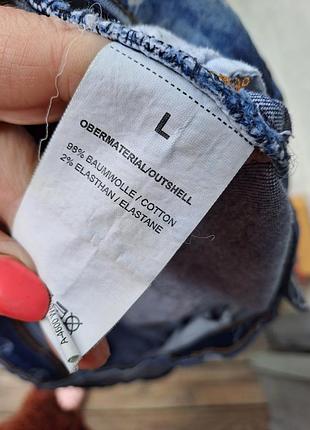 L
OBERMATERIAL/OUTSHELL
98% BAUMWOLLE / COTTON
2% ELASTHAN / ELASTANE